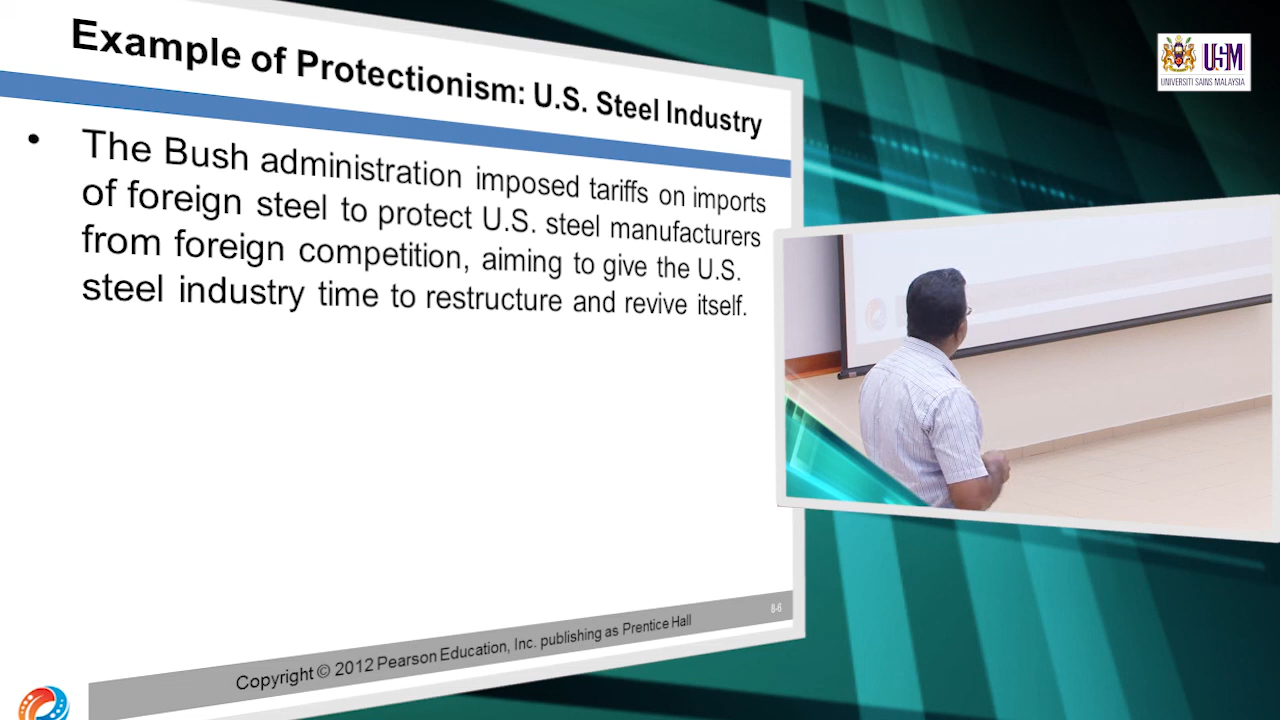 Example of Protectionism: U.S. Steel Industry
• The Bush administration imposed tariffs on imports
of foreign steel to protect U.S. steel manufacturers
from foreign competition, aiming to give the U.S.
steel industry time to restructure and revive itself.
8-6
Copyright © 2012 Pearson Education, Inc. publishing as Prentice Hall
USM
UNIVERSITI SAINS MALAYSIA